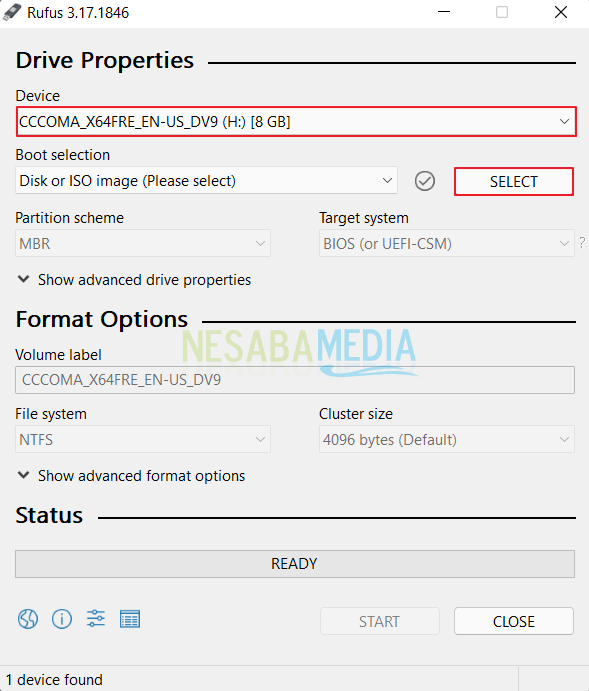 Rufus 3.17.1846
Drive Properties
Device
CCCOMA_X64FRE_EN-US_DV9 (H:) [8 GB]
Boot selection
Disk or ISO image (Please select)
SELECT
Partition scheme
Target system
MBR
BIOS (or UEFI-CSM)
?
Show advanced drive properties
Format Options
NESABAMEDIA
Volume label
CCCOMA_X64FRE_EN-US_DV9
File system
Cluster size
NTFS
4096 bytes (Default)
Show advanced format options
Status
READY
START
CLOSE
1 device found